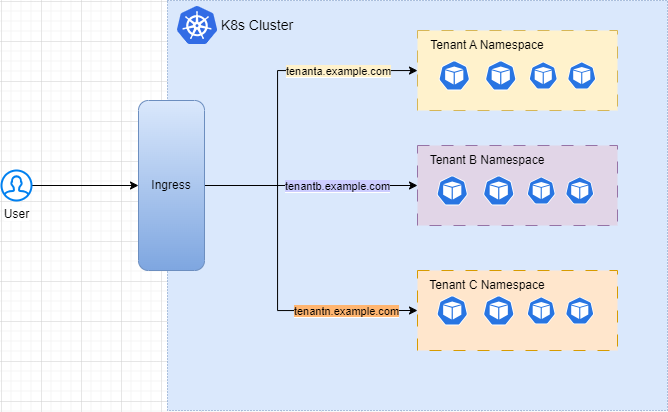 K8s Cluster
Tenant A Namespace
tenanta.example.com
Tenant B Namespace
Ingress
tenantb.example.com
User
Tenant C Namespace
tenantn.example.com